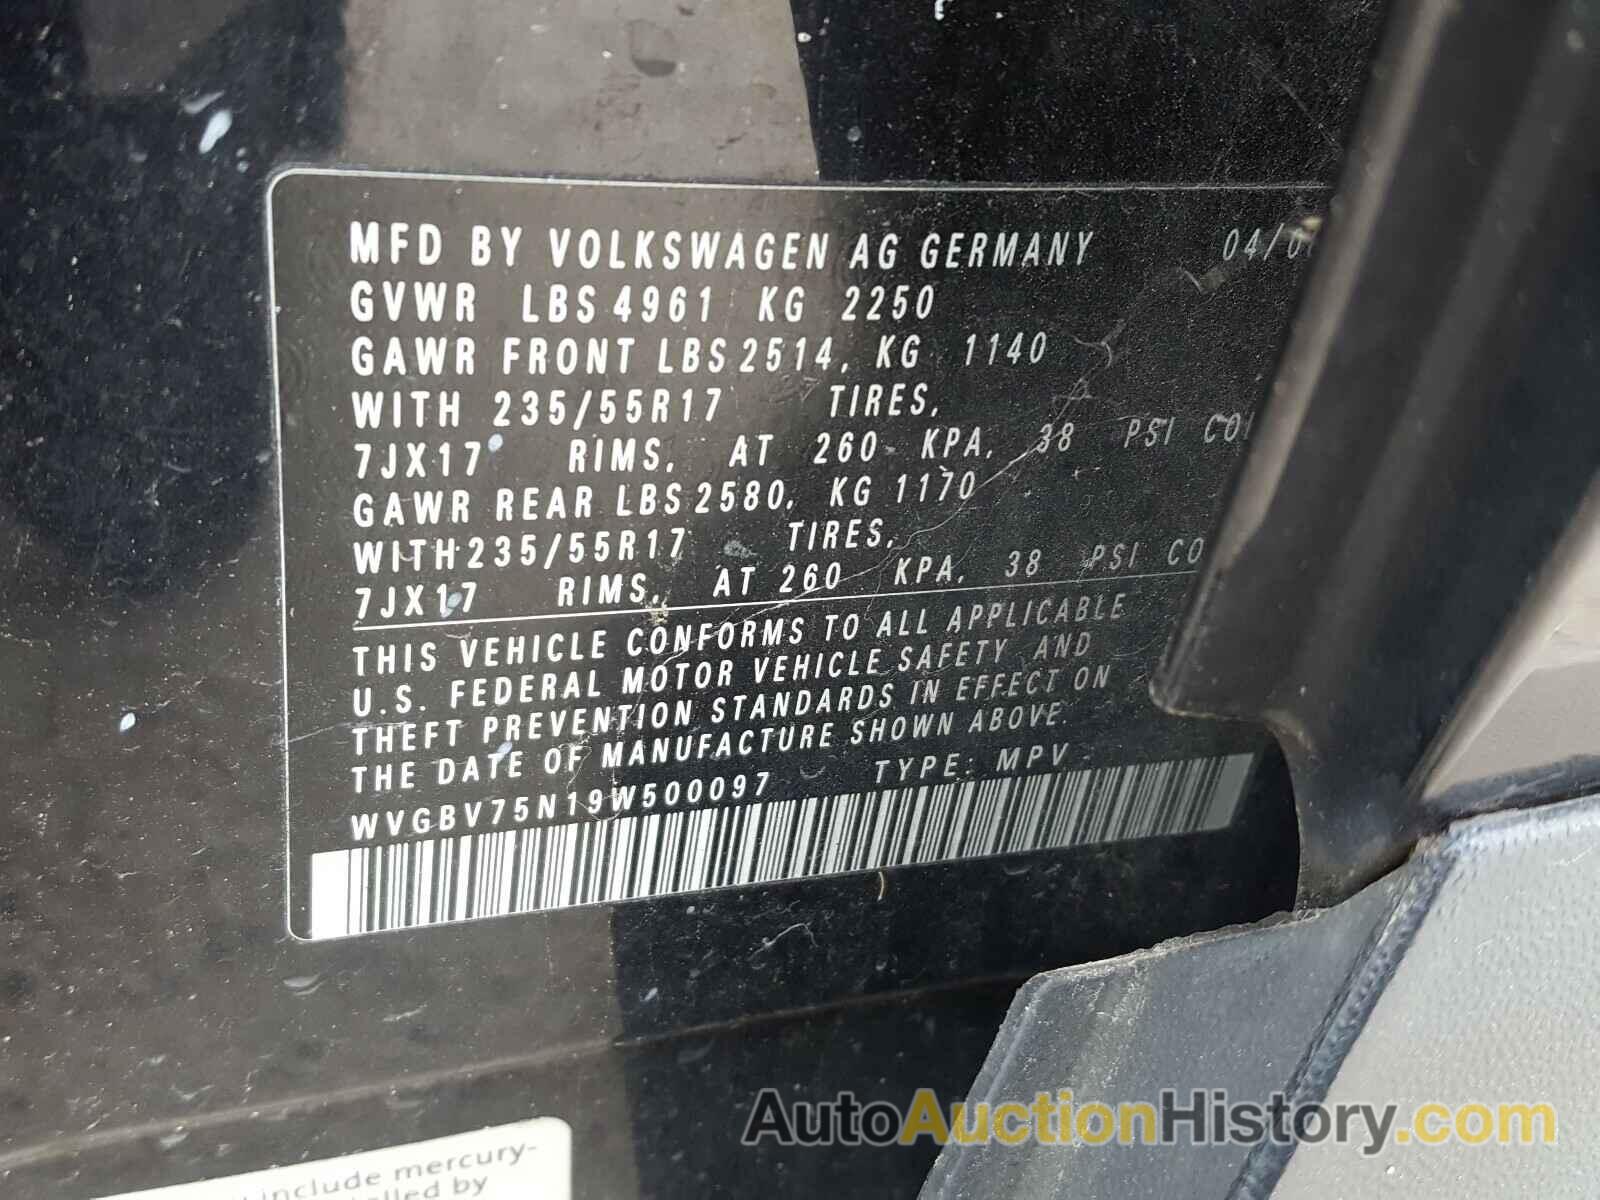 MFD BY VOLKSWAGEN AG GERMANY 04/0
GVWR LBS 4961 KG 2250
GAWR FRONT LBS 2514, KG 1140
WITH 235/55R17 TIRES,
7JX17 RIMS, AT 260 KPA, 38 PSI
GAWR REAR LBS 2580, KG 1170
WITH 235/55R17 TIRES,
7JX17 RIMS, AT 260 KPA, 38 PSI
THIS VEHICLE CONFORMS TO ALL APPLICABLE
U.S. FEDERAL MOTOR VEHICLE SAFETY AND
THEFT PREVENTION STANDARDS IN EFFECT ON
THE DATE OF MANUFACTURE SHOWN ABOVE.
WVGBV75N19W500097 TYPE: MPV
include mercury-
by
AutoAuctionHistory.com